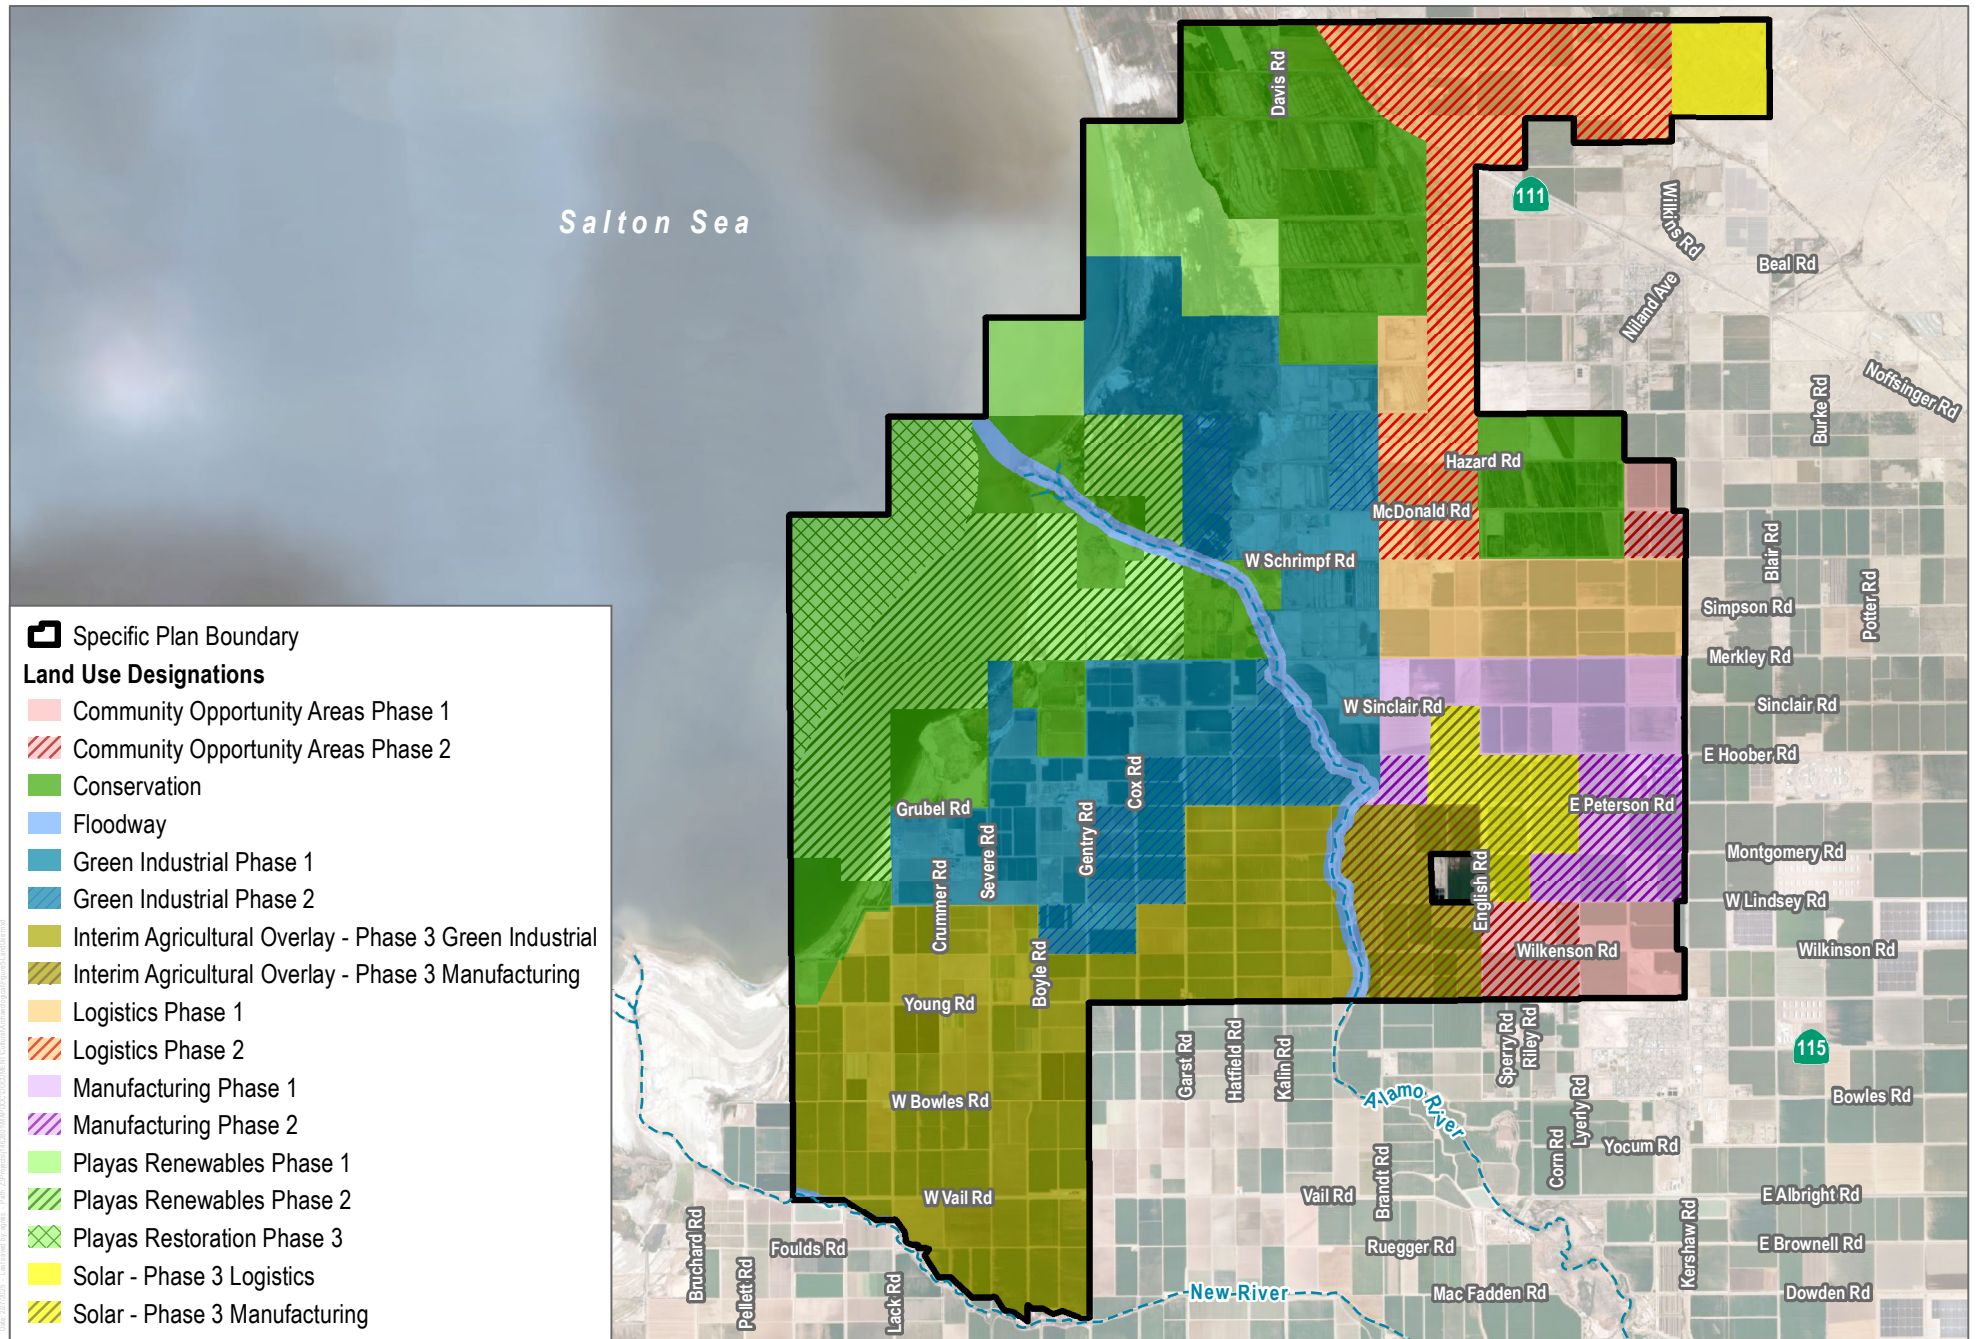 Davis Rd
111
Wilkins Rd
Salton Sea
Beal Rd
Niland Ave
Noffsinger Rd
Burke Rd
Hazard Rd
McDonald Rd
Blair Rd
W Schrimpf Rd
Potter Rd
Simpson Rd
Merkley Rd
W Sinclair Rd
Sinclair Rd
E Hoober Rd
Cox Rd
Grubel Rd
E Peterson Rd
Gentry Rd
Severe Rd
Montgomery Rd
Crummer Rd
English Rd
W Lindsey Rd
Wilkenson Rd
Wilkinson Rd
Boyle Rd
Young Rd
Garst Rd
Hatfield Rd
Kalin Rd
Sperry Rd
Riley Rd
115
W Bowles Rd
Alamo River
Lyerly Rd
Bowles Rd
Corn Rd
Yocum Rd
Brandt Rd
W Vail Rd
Vail Rd
E Albright Rd
Bruchard Rd
Foulds Rd
Ruegger Rd
Kershaw Rd
E Brownell Rd
Pellett Rd
Lack Rd
New River
Mac Fadden Rd
Dowden Rd
Specific Plan Boundary
Land Use Designations
Community Opportunity Areas Phase 1
Community Opportunity Areas Phase 2
Conservation
Floodway
Green Industrial Phase 1
Green Industrial Phase 2
Interim Agricultural Overlay - Phase 3 Green Industrial
Interim Agricultural Overlay - Phase 3 Manufacturing
Logistics Phase 1
Logistics Phase 2
Manufacturing Phase 1
Manufacturing Phase 2
Playas Renewables Phase 1
Playas Renewables Phase 2
Playas Restoration Phase 3
Solar - Phase 3 Logistics
Solar - Phase 3 Manufacturing